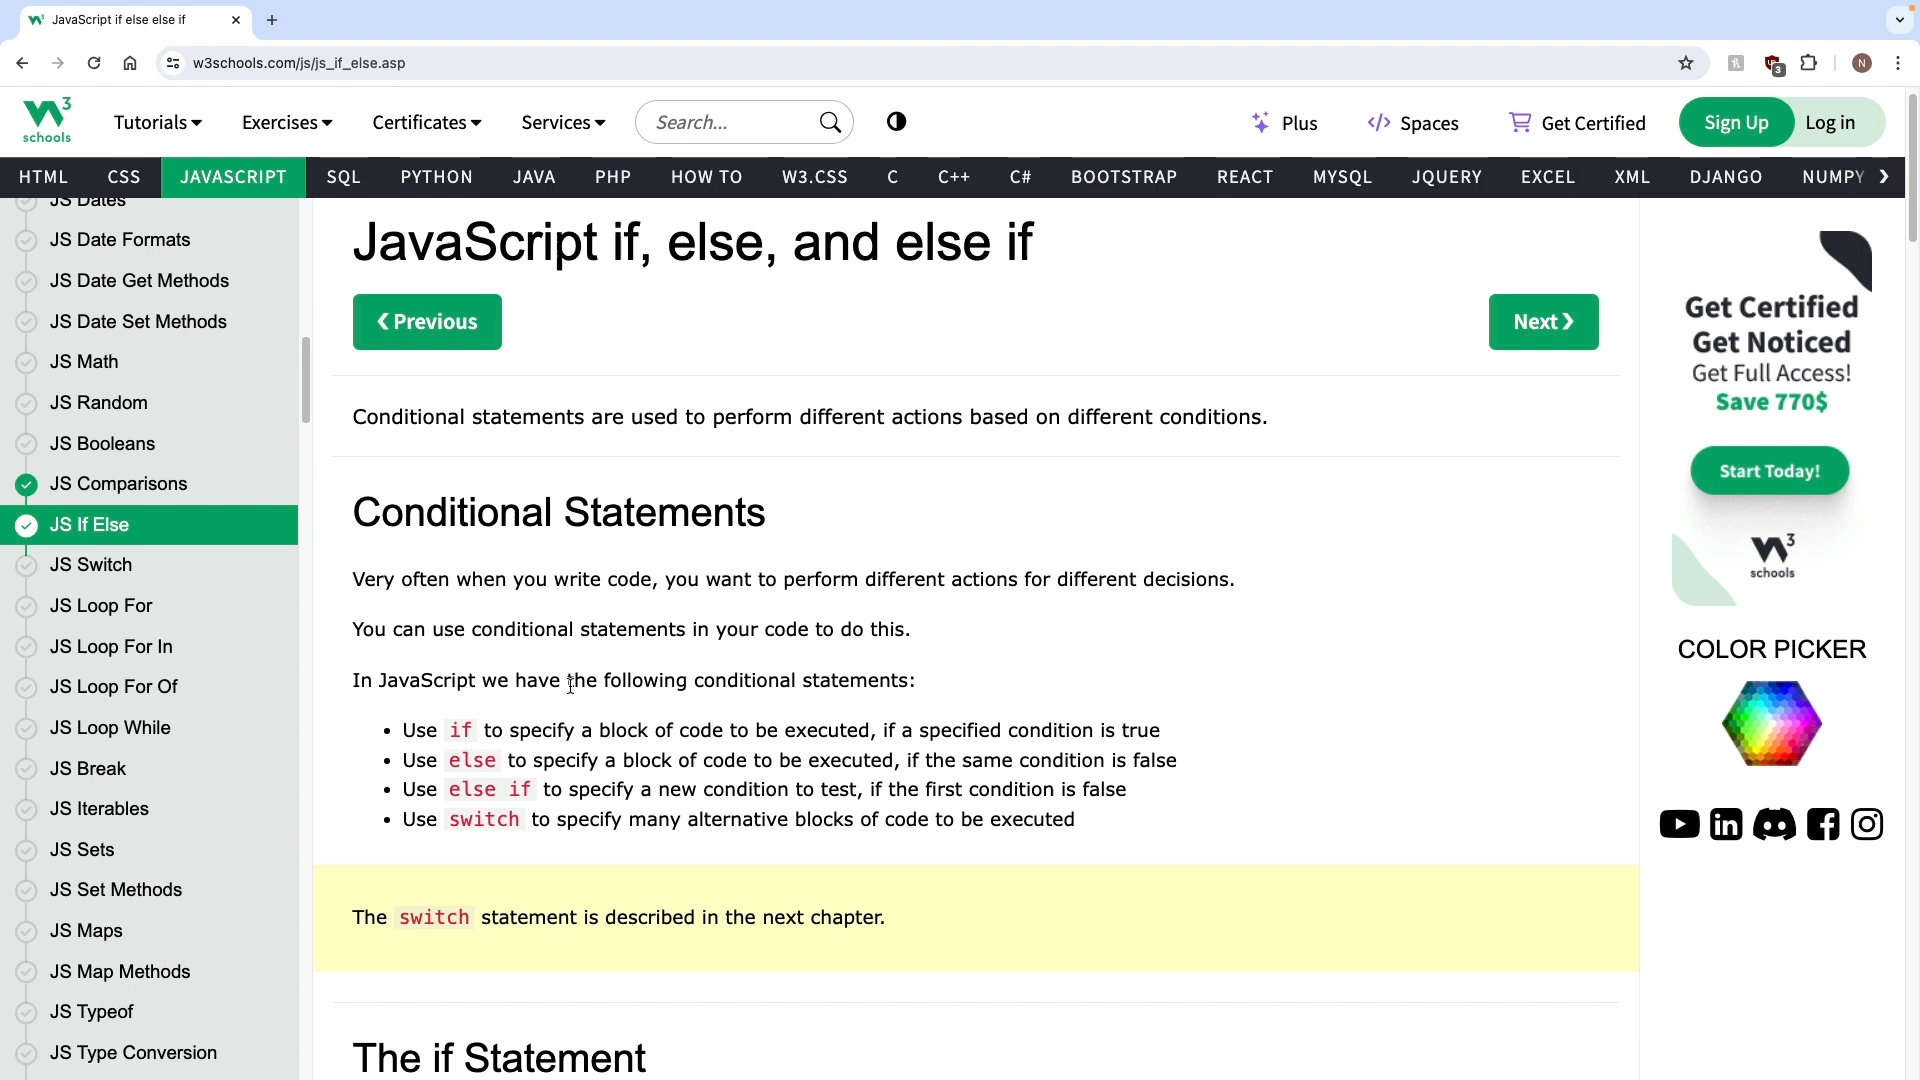 JavaScript if else else if
w3schools.com/js/js_if_else.asp
3
N
3
schools
Tutorials
Exercises
Certificates
Services
Search...
Plus
Spaces
Get Certified
Sign Up
Log in
HTML
CSS
JAVASCRIPT
SQL
PYTHON
JAVA
PHP
HOW TO
W3.CSS
C
C++
C#
BOOTSTRAP
REACT
MYSQL
JQUERY
EXCEL
XML
DJANGO
NUMPY
JS Dates
JS Date Formats
JS Date Get Methods
JS Date Set Methods
JS Math
JS Random
JS Booleans
JS Comparisons
JS If Else
JS Switch
JS Loop For
JS Loop For In
JS Loop For Of
JS Loop While
JS Break
JS Iterables
JS Sets
JS Set Methods
JS Maps
JS Map Methods
JS Typeof
JS Type Conversion
JavaScript if, else, and else if
❮ Previous
Next ❯
Conditional statements are used to perform different actions based on different conditions.
Conditional Statements
Very often when you write code, you want to perform different actions for different decisions.
You can use conditional statements in your code to do this.
In JavaScript we have the following conditional statements:
• Use if to specify a block of code to be executed, if a specified condition is true
• Use else to specify a block of code to be executed, if the same condition is false
• Use else if to specify a new condition to test, if the first condition is false
• Use switch to specify many alternative blocks of code to be executed
The switch statement is described in the next chapter.
The if Statement
Get Certified
Get Noticed
Get Full Access!
Save 770$
Start Today!
3
schools
COLOR PICKER